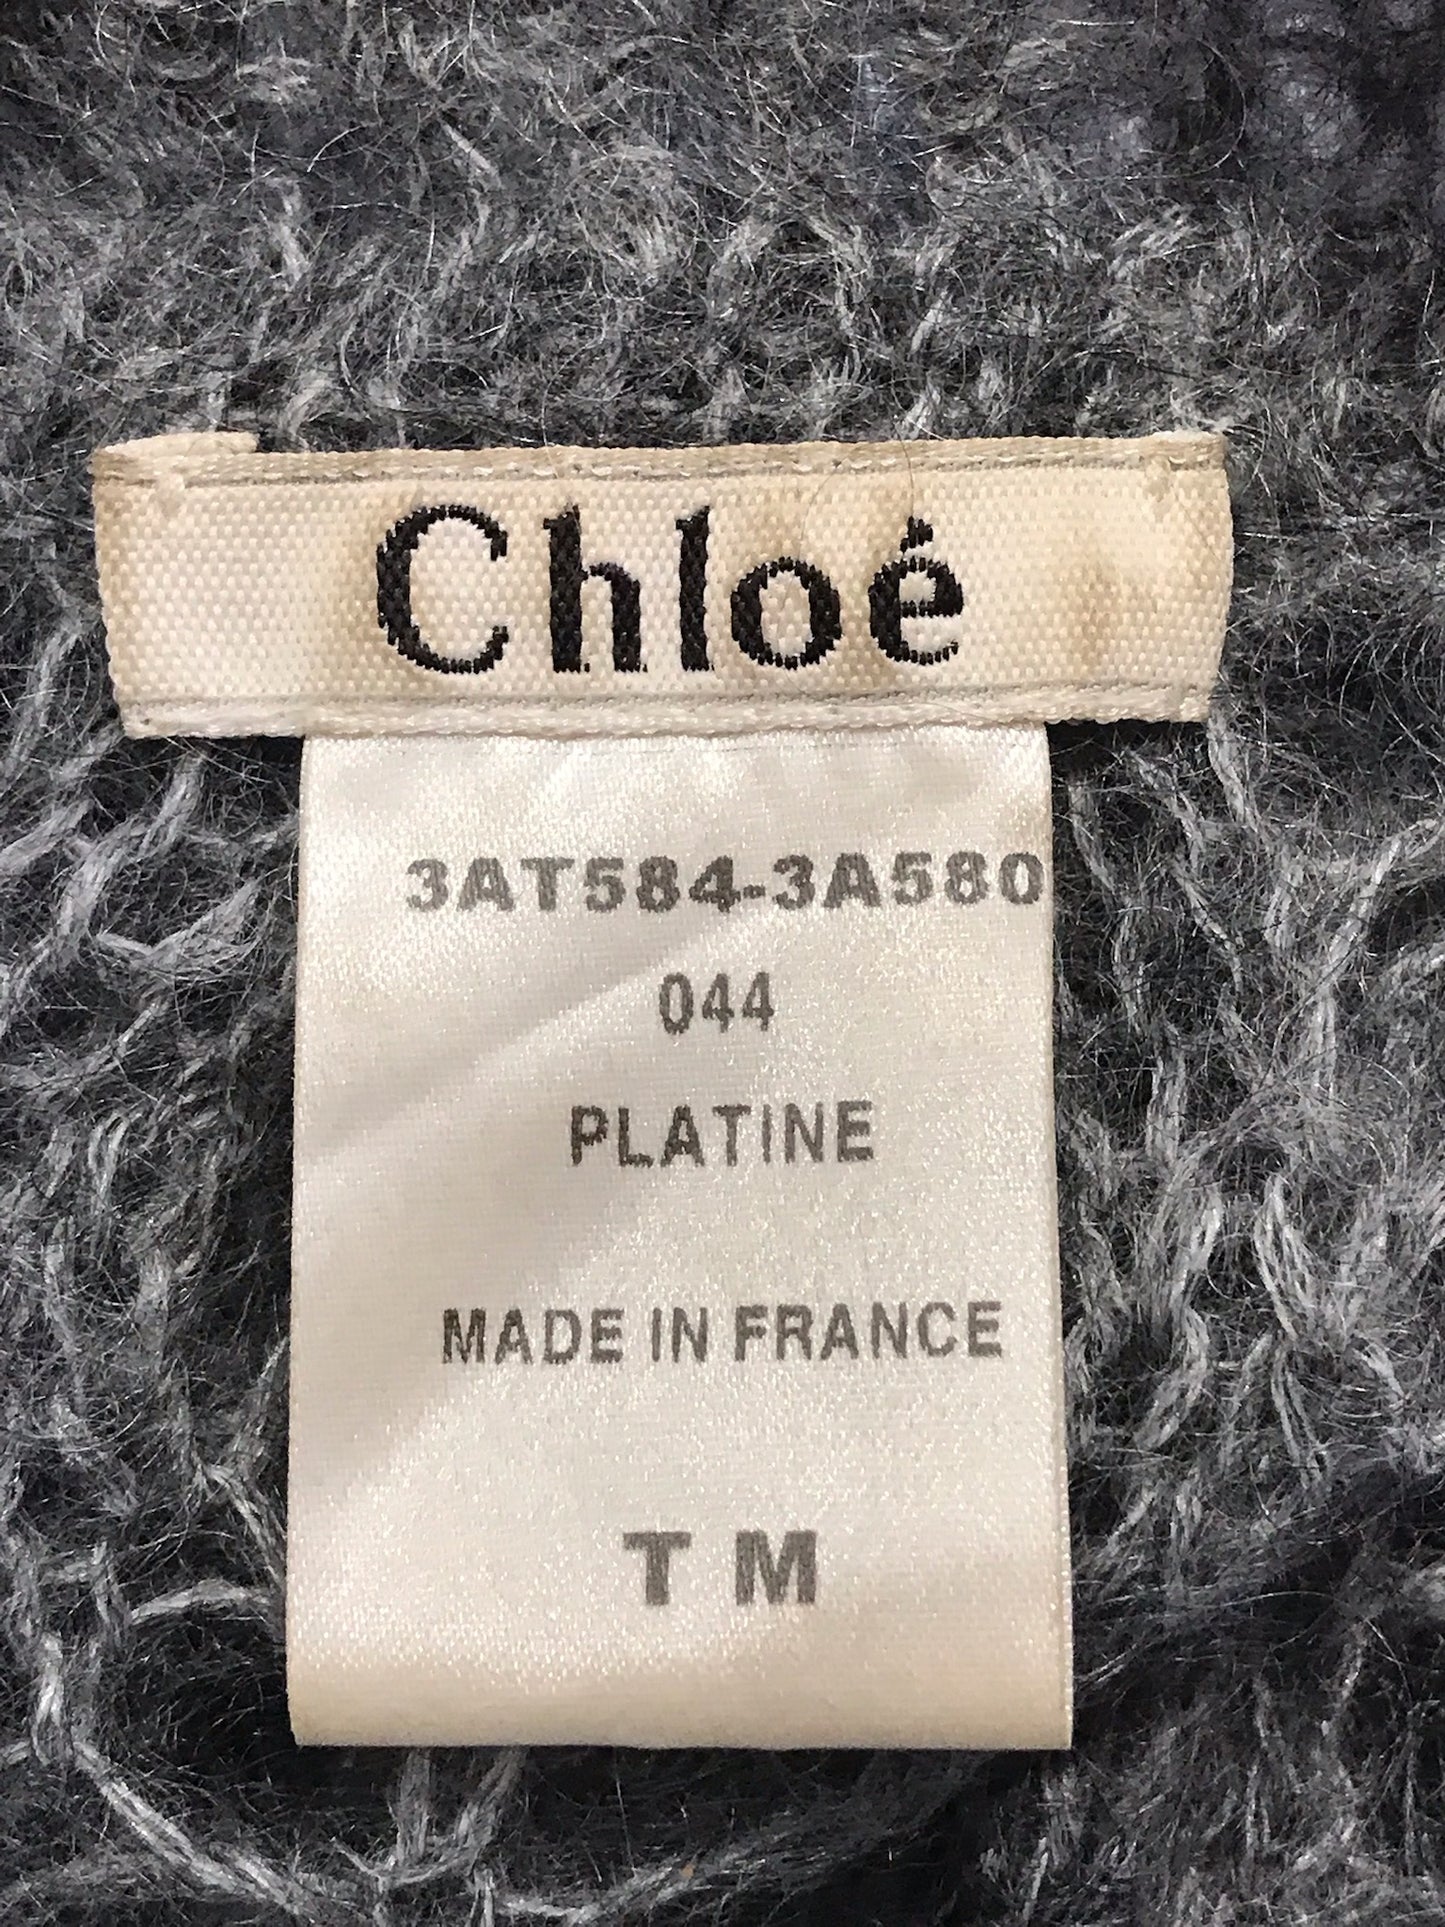 Chloé
3AT584-3A580
044
PLATINE
MADE IN FRANCE
T M